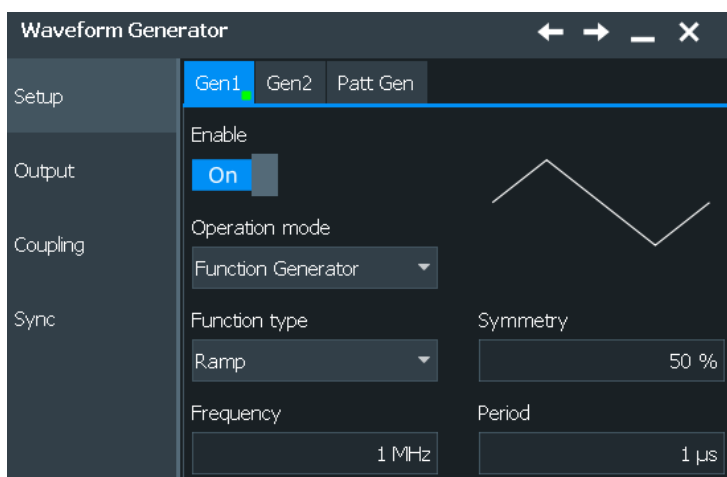 Waveform Generator
Setup
Output
Coupling
Sync
Gen1 Gen2 Patt Gen
Enable
On
Operation mode
Function Generator
Function type Symmetry
Ramp 50 %
Frequency Period
1 MHz 1 µs